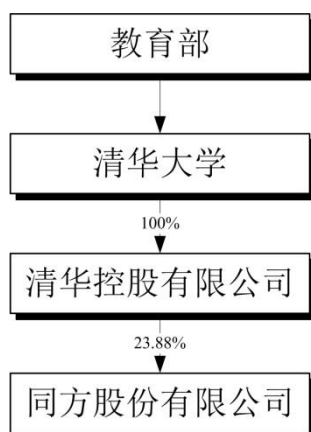 教育部
清华大学
100%
清华控股有限公司
23.88%
同方股份有限公司